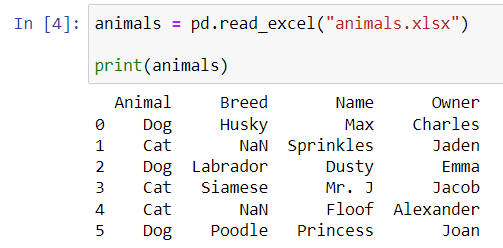 In [4]: animals = pd.read_excel("animals.xlsx")
print(animals)
Animal Breed Name Owner
0 Dog Husky Max Charles
1 Cat NaN Sprinkles Jaden
2 Dog Labrador Dusty Emma
3 Cat Siamese Mr. J Jacob
4 Cat NaN Floof Alexander
5 Dog Poodle Princess Joan